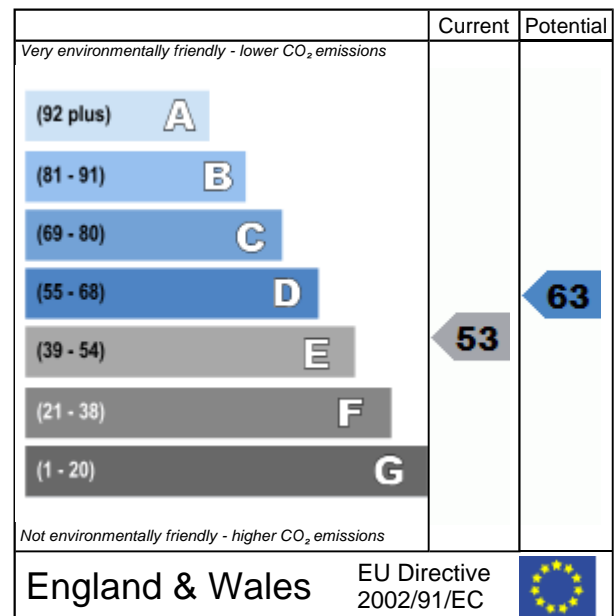 Current Potential
Very environmentally friendly - lower CO₂ emissions
(92 plus) A
(81 - 91) B
(69 - 80) C
(55 - 68) D
63
(39 - 54) E
53
(21 - 38) F
(1 - 20) G
Not environmentally friendly - higher CO₂ emissions
England & Wales
EU Directive
2002/91/EC